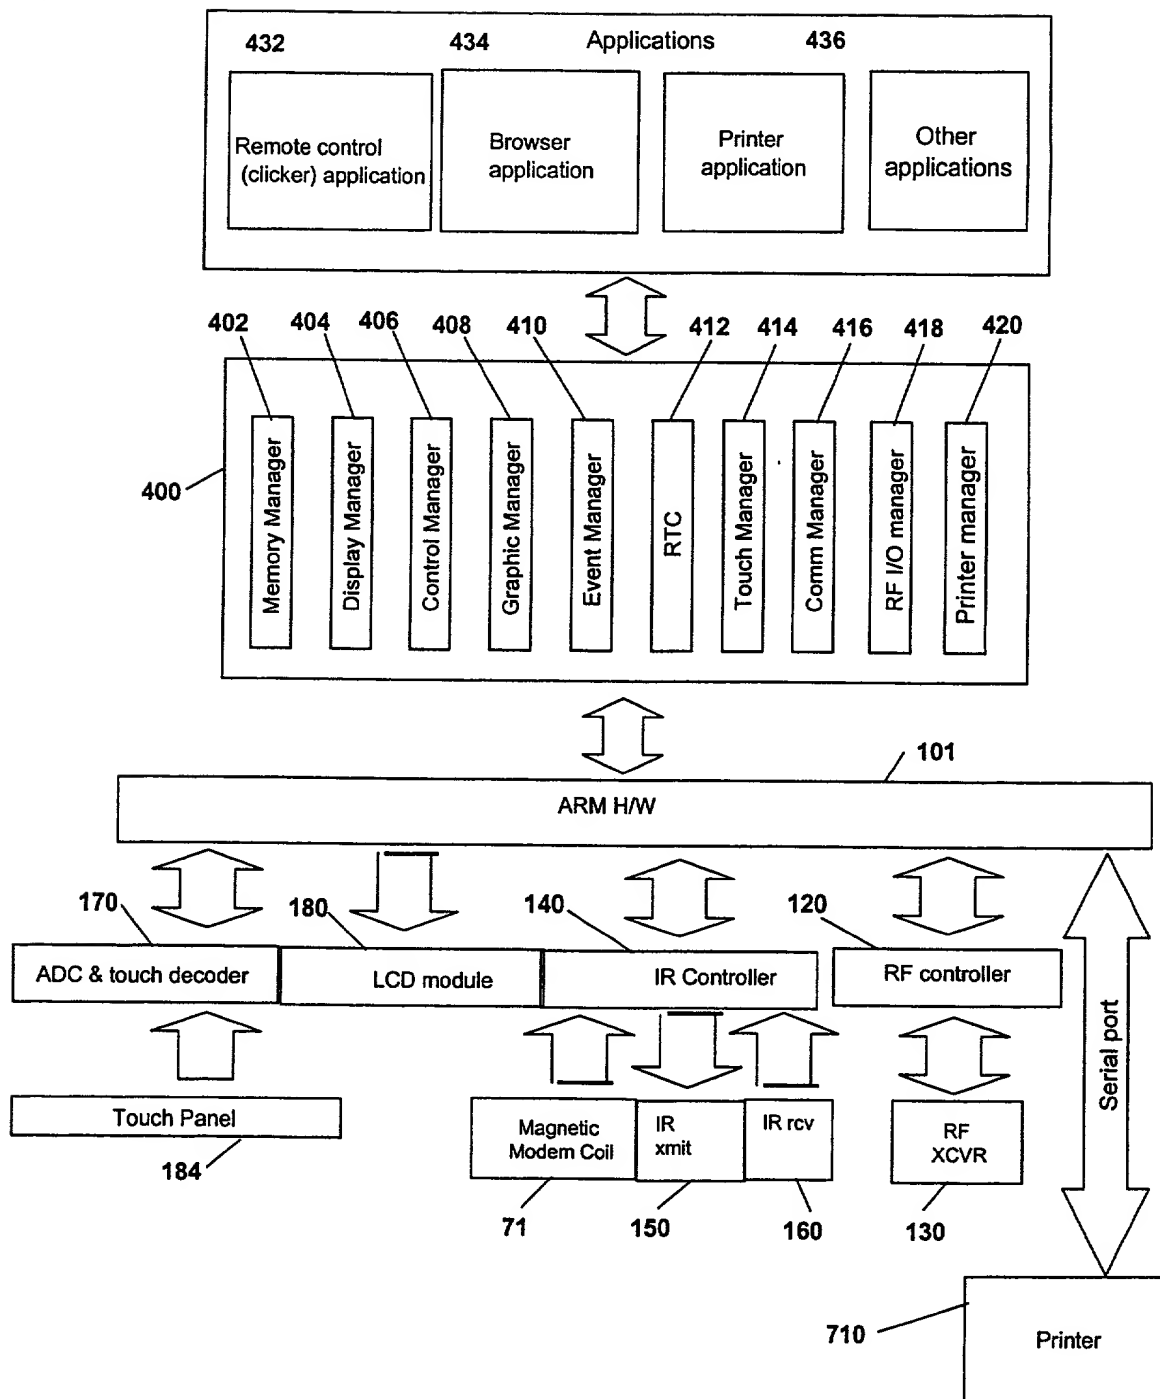 432 434 Applications 436
Remote control
(clicker) application
Browser
application
Printer
application
Other
applications
402 404 406 408 410 412 414 416 418 420
400
Memory Manager
Display Manager
Control Manager
Graphic Manager
Event Manager
RTC
Touch Manager
Comm Manager
RF I/O manager
Printer manager
101
ARM H/W
170 180 140 120
ADC & touch decoder
LCD module
IR Controller
RF controller
Serial port
Touch Panel
184
Magnetic
Modem Coil
IR
xmit
IR rcv
RF
XCVR
71 150 160 130
710
Printer